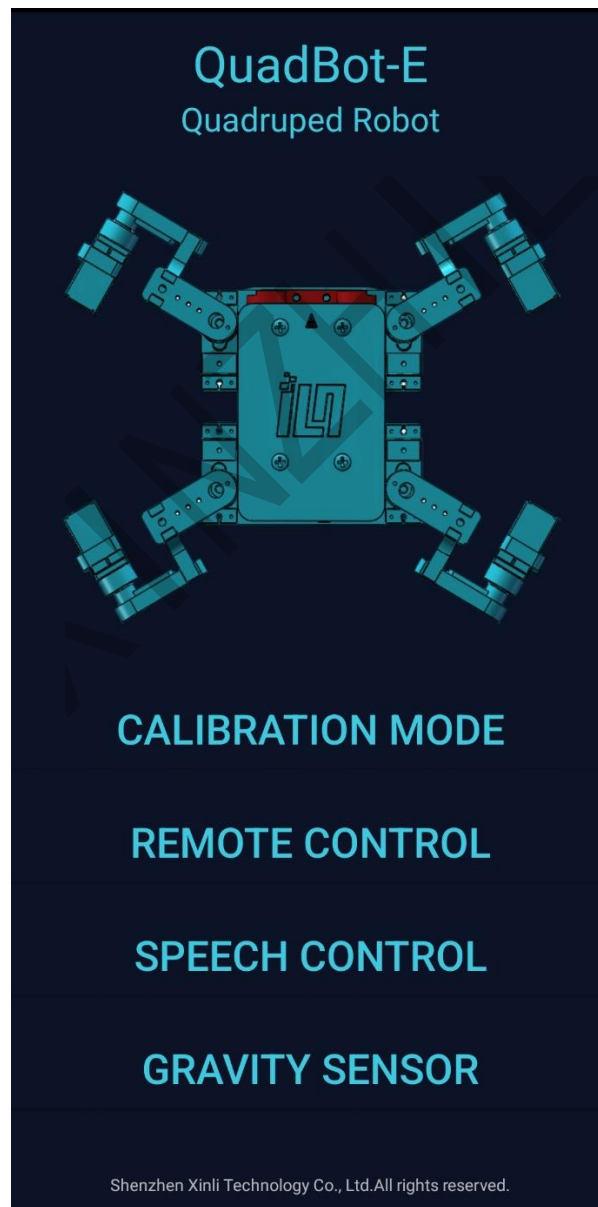 QuadBot-E
Quadruped Robot
CALIBRATION MODE
REMOTE CONTROL
SPEECH CONTROL
GRAVITY SENSOR
Shenzhen Xinli Technology Co., Ltd.All rights reserved.